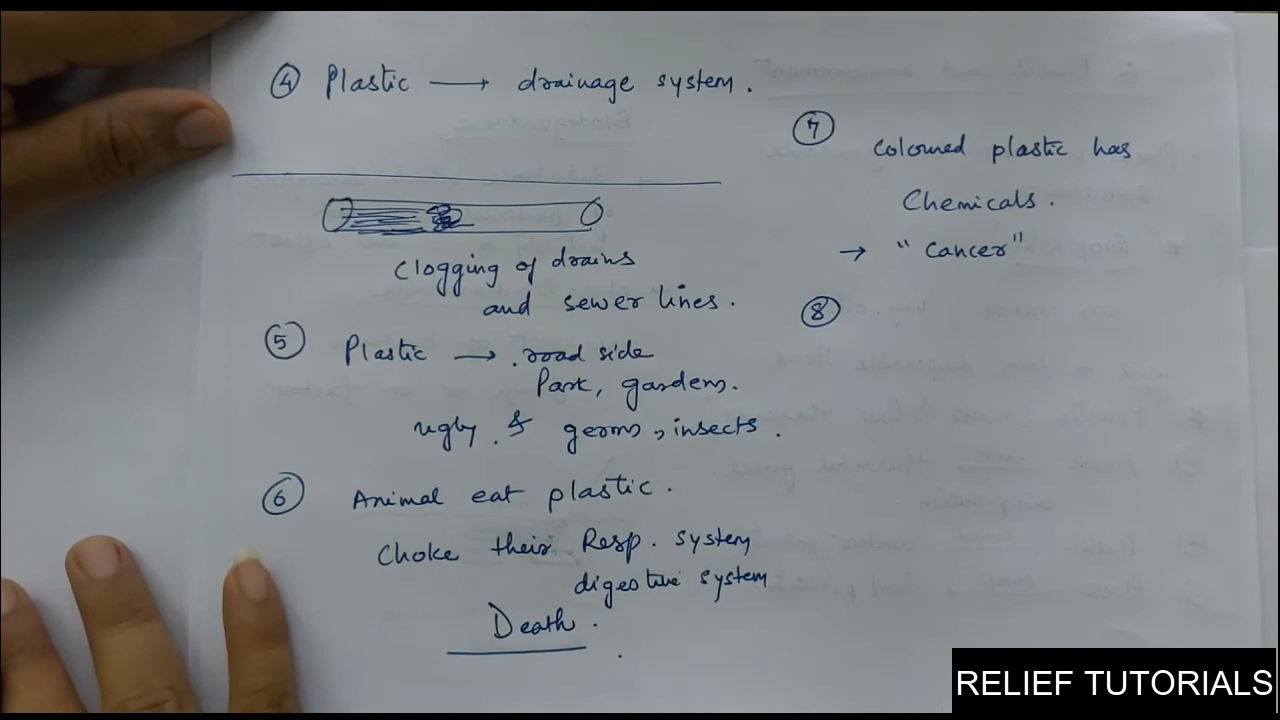 ④ Plastic → drainage system.
Clogging of drains
and sewer lines.
⑤ Plastic → road side
Park, gardens.
ugly & germs, insects.
⑥ Animal eat plastic.
Choke their Resp. system
digestive system
Death.
⑦ Coloured plastic has
Chemicals.
→ "Cancer"
⑧
RELIEF TUTORIALS